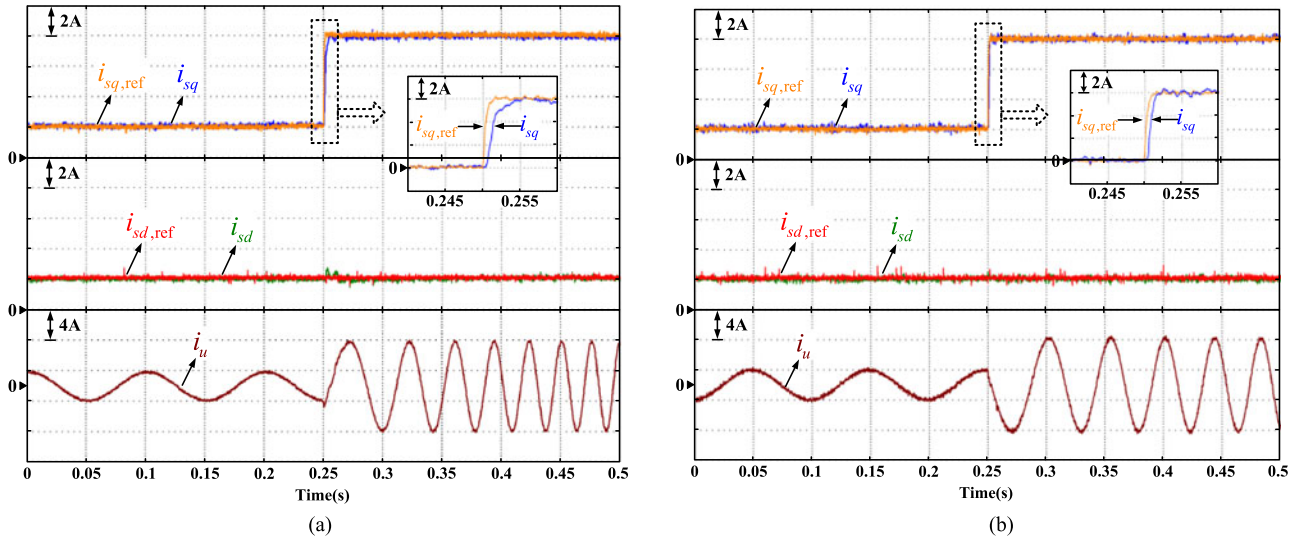 2A
i_sq,ref
i_sq
2A
i_sq,ref
i_sq
0
0.245 0.255
0
2A
i_sd,ref
i_sd
0
4A
i_u
0
0 0.05 0.1 0.15 0.2 0.25 0.3 0.35 0.4 0.45 0.5
Time(s)
(a)
2A
i_sq,ref
i_sq
2A
i_sq,ref
i_sq
0
0.245 0.255
0
2A
i_sd,ref
i_sd
0
4A
i_u
0
0 0.05 0.1 0.15 0.2 0.25 0.3 0.35 0.4 0.45 0.5
Time(s)
(b)